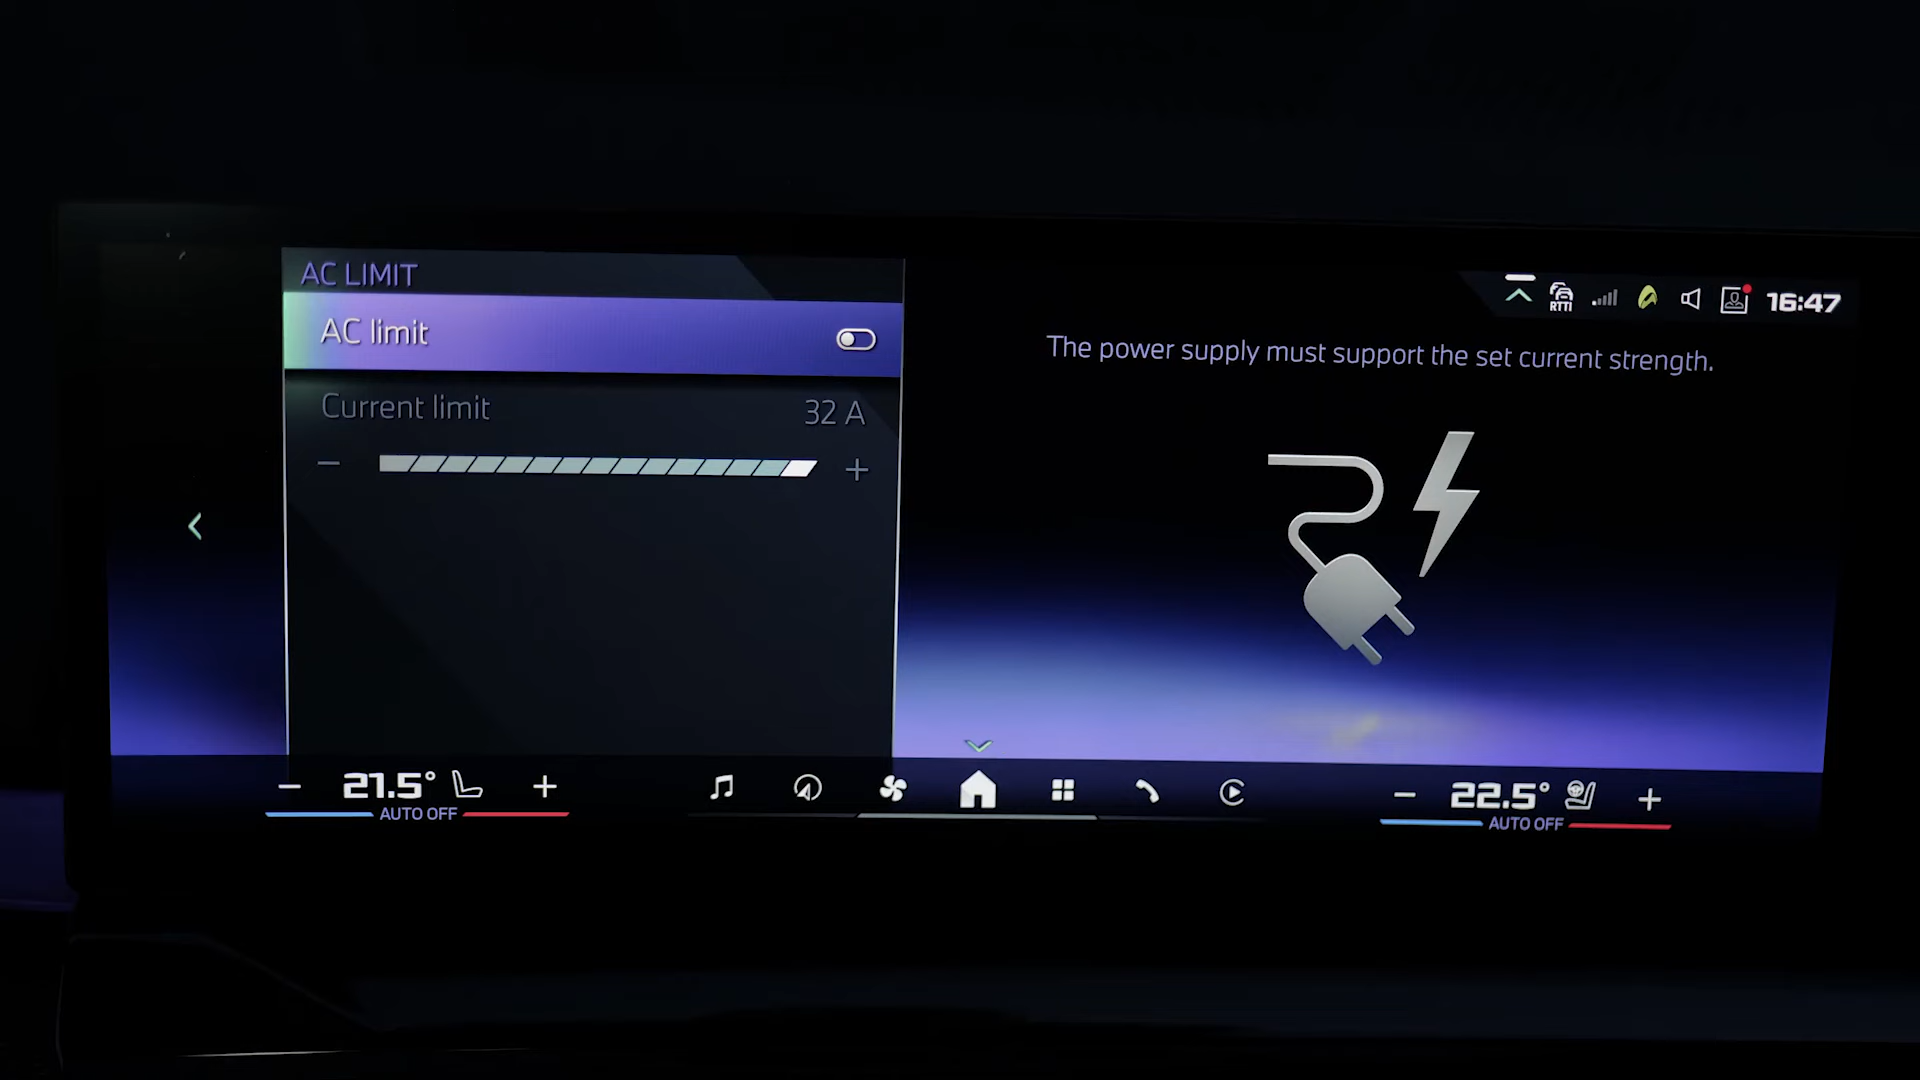 AC LIMIT
AC limit
Current limit
32 A
RTTI
16:47
The power supply must support the set current strength.
21.5°
AUTO OFF
22.5°
AUTO OFF